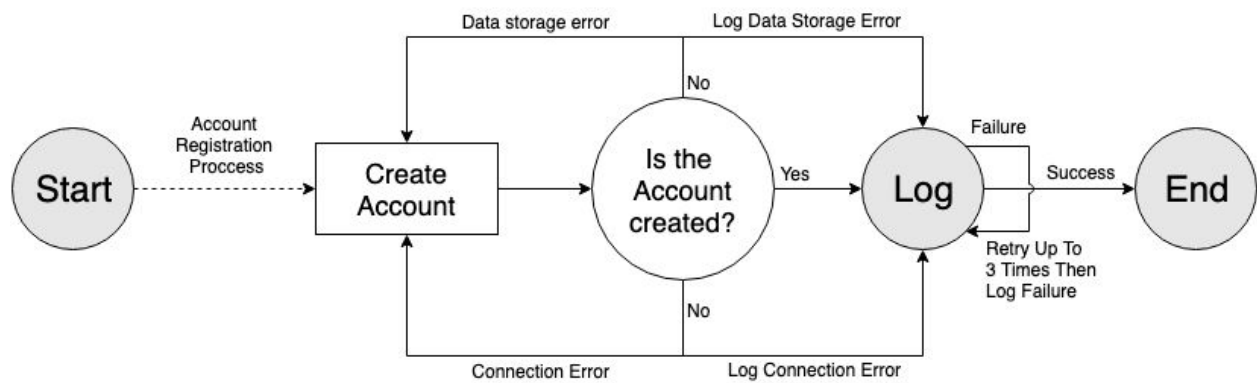 Data storage error
Log Data Storage Error
No
Account
Registration
Proccess
Failure
Start
Create
Account
Is the
Account
created?
Yes
Log
Success
End
Retry Up To
3 Times Then
Log Failure
No
Connection Error
Log Connection Error